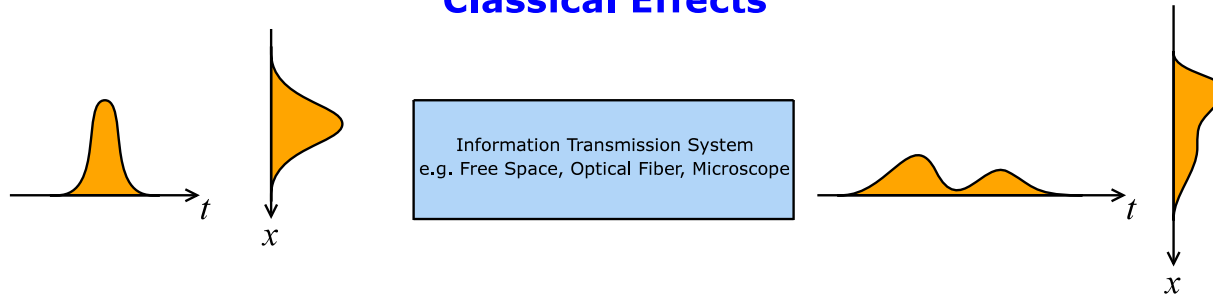 Classical Effects
Information Transmission System
e.g. Free Space, Optical Fiber, Microscope
t
x
t
x